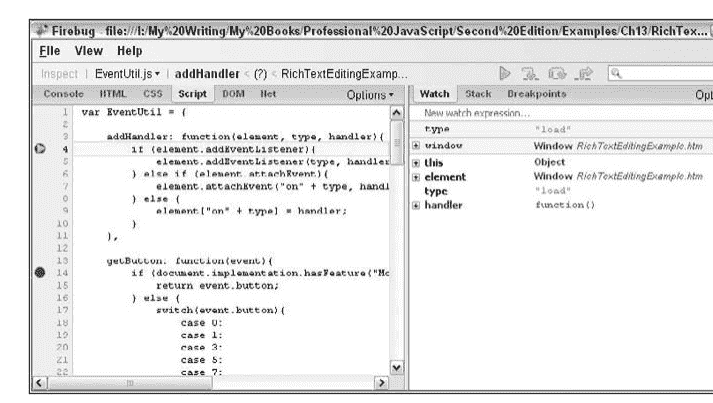 Firebug - file:///I:/My%20Writing/My%20Books/Professional%20JavaScript/Second%20Edition/Examples/Ch13/RichTex...
File View Help
Inspect | EventUtil.js ▾ | addHandler < (?) < RichTextEditingExamp...
Console HTML CSS Script DOM Net Options ▾
1 var EventUtil = {
2
3 addHandler: function(element, type, handler){
4 if (element.addEventListener){
5 element.addEventListener(type, handler
6 } else if (element.attachEvent){
7 element.attachEvent("on" + type, handl
8 } else {
9 element["on" + type] = handler;
10 }
11 },
12
13 getButton: function(event){
14 if (document.implementation.hasFeature("Mo
15 return event.button;
16 } else {
17 switch(event.button){
18 case 0:
19 case 1:
20 case 3:
21 case 5:
22 case 7:
Watch Stack Breakpoints Opt
New watch expression...
type "load"
window Window RichTextEditingExample.htm
this Object
element Window RichTextEditingExample.htm
type "load"
handler function()